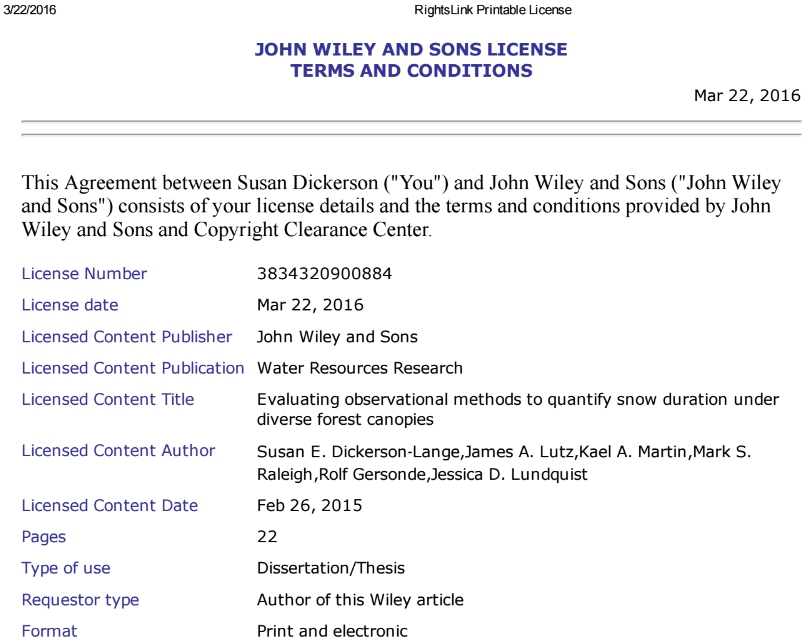 3/22/2016 RightsLink Printable License
JOHN WILEY AND SONS LICENSE
TERMS AND CONDITIONS
Mar 22, 2016
This Agreement between Susan Dickerson ("You") and John Wiley and Sons ("John Wiley
and Sons") consists of your license details and the terms and conditions provided by John
Wiley and Sons and Copyright Clearance Center.
License Number 3834320900884
License date Mar 22, 2016
Licensed Content Publisher John Wiley and Sons
Licensed Content Publication Water Resources Research
Licensed Content Title Evaluating observational methods to quantify snow duration under
diverse forest canopies
Licensed Content Author Susan E. Dickerson-Lange,James A. Lutz,Kael A. Martin,Mark S.
Raleigh,Rolf Gersonde,Jessica D. Lundquist
Licensed Content Date Feb 26, 2015
Pages 22
Type of use Dissertation/Thesis
Requestor type Author of this Wiley article
Format Print and electronic